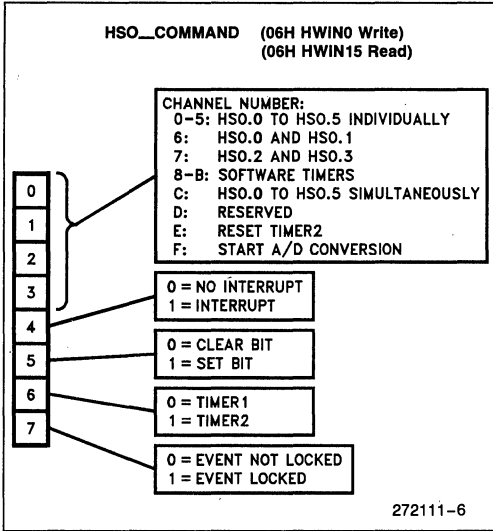 HSO__COMMAND (06H HWIN0 Write)
(06H HWIN15 Read)
CHANNEL NUMBER:
0-5: HSO.0 TO HSO.5 INDIVIDUALLY
6: HSO.0 AND HSO.1
7: HSO.2 AND HSO.3
8-B: SOFTWARE TIMERS
C: HSO.0 TO HSO.5 SIMULTANEOUSLY
D: RESERVED
E: RESET TIMER2
F: START A/D CONVERSION
0
1
2
3
4
5
6
7
0 = NO INTERRUPT
1 = INTERRUPT
0 = CLEAR BIT
1 = SET BIT
0 = TIMER1
1 = TIMER2
0 = EVENT NOT LOCKED
1 = EVENT LOCKED
272111-6